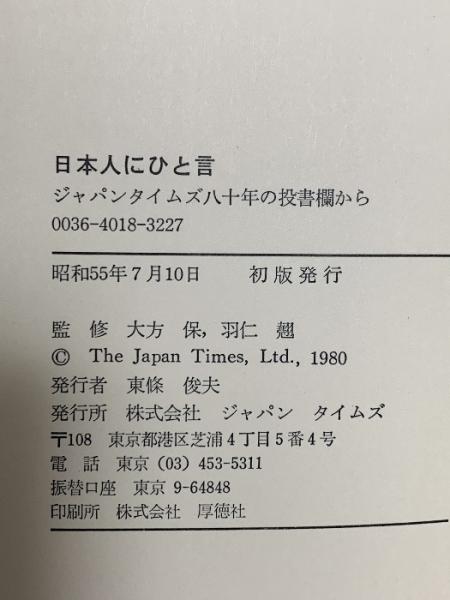 日本人にひと言
ジャパンタイムズ八十年の投書欄から
0036-4018-3227
昭和55年7月10日 初版発行
監 修 大方 保, 羽仁 翹
© The Japan Times, Ltd., 1980
発行者 東條 俊夫
発行所 株式会社 ジャパン タイムズ
〒108 東京都港区芝浦4丁目5番4号
電 話 東京 (03) 453-5311
振替口座 東京 9-64848
印刷所 株式会社 厚徳社